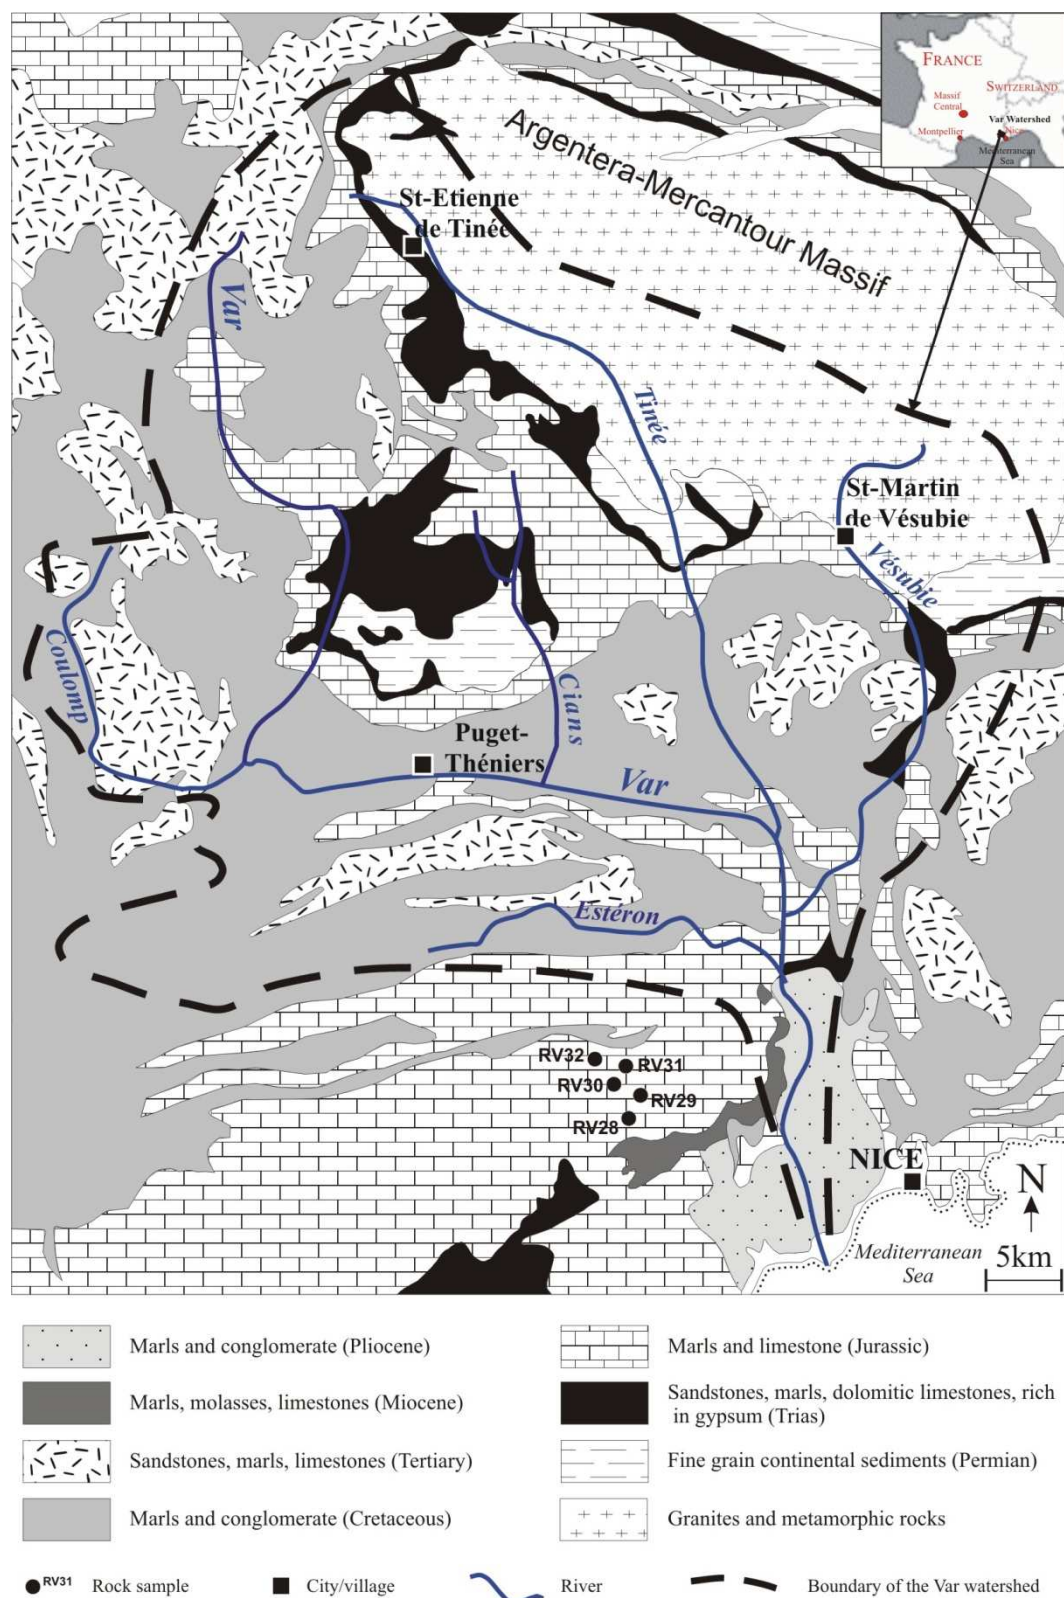 FRANCE
SWITZERLAND
Massif
Central
Var Watershed
Montpellier
Nice
Mediterranean
Sea
Argentera-Mercantour Massif
St-Etienne
de Tinée
Var
Tinée
St-Martin
de Vésubie
Vésubie
Coulomp
Cians
Puget-
Théniers
Var
Estéron
RV32
RV31
RV30
RV29
RV28
NICE
N
Mediterranean
Sea
5km
Marls and conglomerate (Pliocene)
Marls, molasses, limestones (Miocene)
Sandstones, marls, limestones (Tertiary)
Marls and conglomerate (Cretaceous)
Marls and limestone (Jurassic)
Sandstones, marls, dolomitic limestones, rich
in gypsum (Trias)
Fine grain continental sediments (Permian)
Granites and metamorphic rocks
RV31 Rock sample
City/village
River
Boundary of the Var watershed